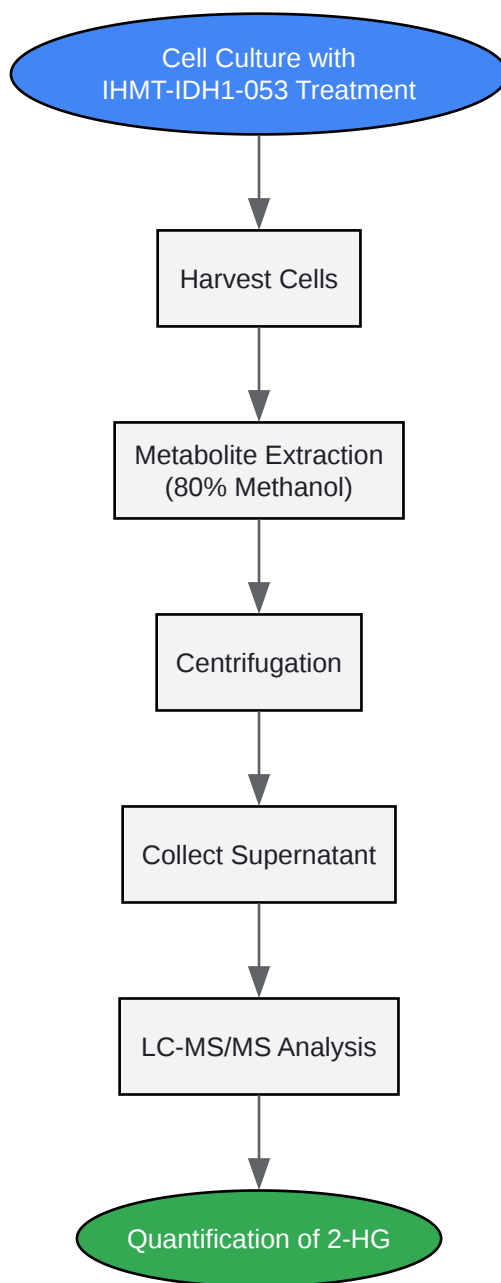 Cell Culture with
IHMT-IDH1-053 Treatment
Harvest Cells
Metabolite Extraction
(80% Methanol)
Centrifugation
Collect Supernatant
LC-MS/MS Analysis
Quantification of 2-HG